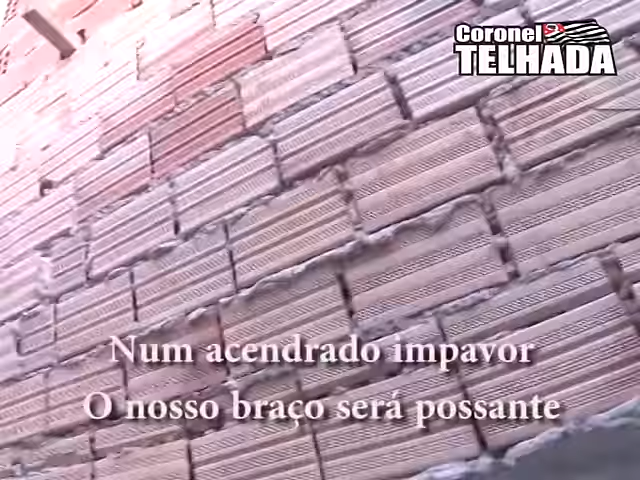 Coronel
TELHADA
Num acendrado impavor
O nosso braço será possante